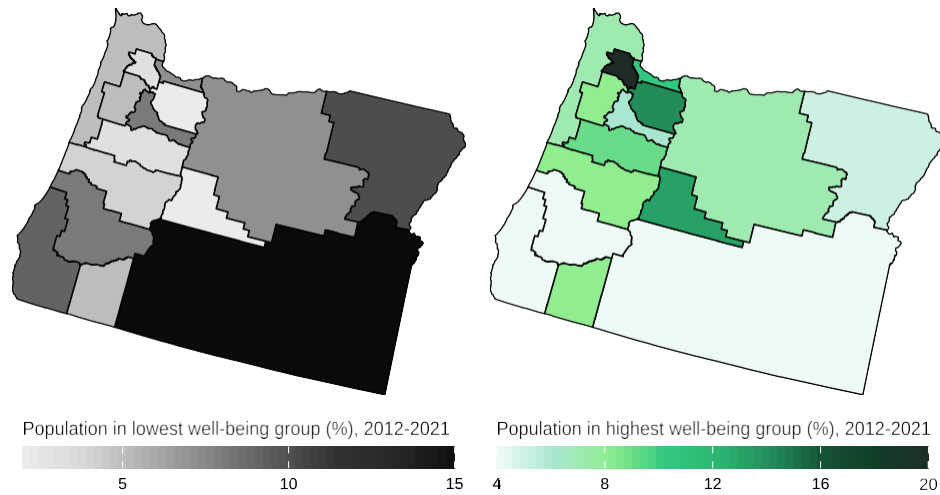 Population in lowest well-being group (%), 2012-2021
5 10 15
Population in highest well-being group (%), 2012-2021
4 8 12 16 20